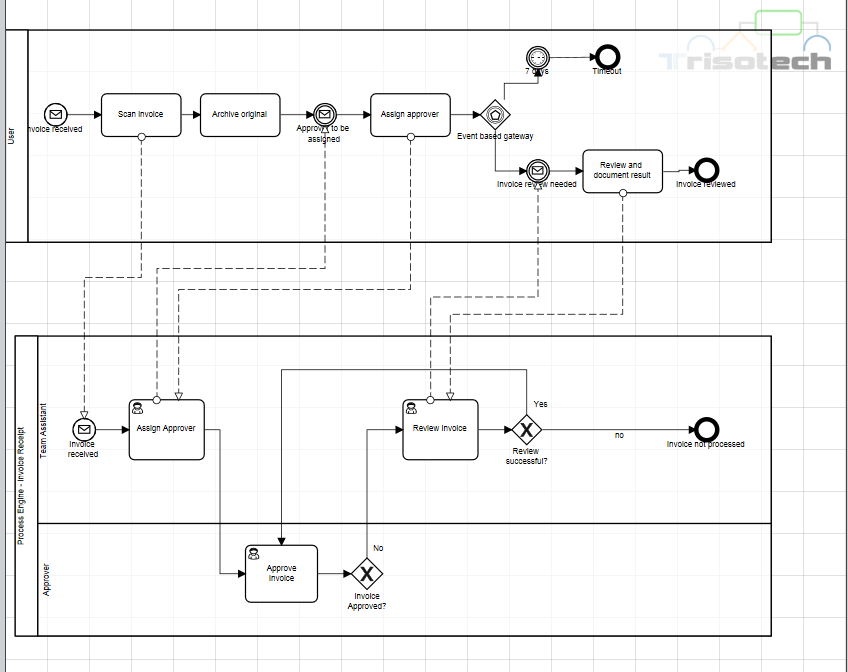 Trisotech
User
Invoice received
Scan Invoice
Archive original
Approver to be
assigned
Assign approver
Event based gateway
7 days
Timeout
Invoice review needed
Review and
document result
Invoice reviewed
Process Engine - Invoice Receipt
Team Assistant
Invoice
received
Assign Approver
Review Invoice
Yes
Review
successful?
no
Invoice not processed
Approver
Approve
Invoice
No
Invoice
Approved?